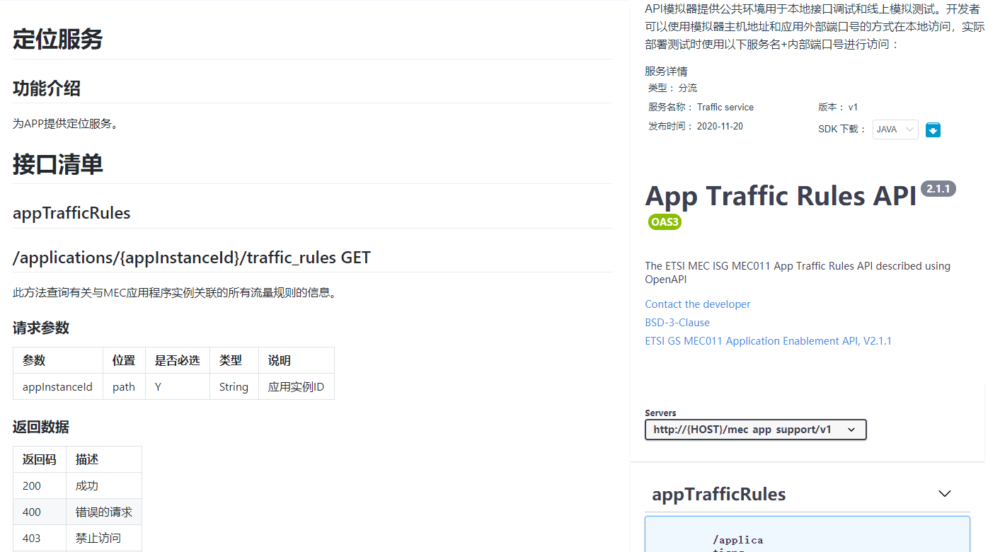 定位服务
功能介绍
为APP提供定位服务。
接口清单
appTrafficRules
/applications/{appInstanceId}/traffic_rules GET
此方法查询有关与MEC应用程序实例关联的所有流量规则的信息。
请求参数
参数 位置 是否必选 类型 说明
appInstanceId path Y String 应用实例ID
返回数据
返回码 描述
200 成功
400 错误的请求
403 禁止访问
API模拟器提供公共环境用于本地接口调试和线上模拟测试。开发者
可以使用模拟器主机地址和应用外部端口号的方式在本地访问，实际
部署测试时使用以下服务名+内部端口号进行访问：
服务详情
类型： 分流
服务名称： Traffic service 版本： v1
发布时间： 2020-11-20 SDK 下载： JAVA
App Traffic Rules API 2.1.1
OAS3
The ETSI MEC ISG MEC011 App Traffic Rules API described using
OpenAPI
Contact the developer
BSD-3-Clause
ETSI GS MEC011 Application Enablement API, V2.1.1
Servers
http://{HOST}/mec_app_support/v1
appTrafficRules
/applica